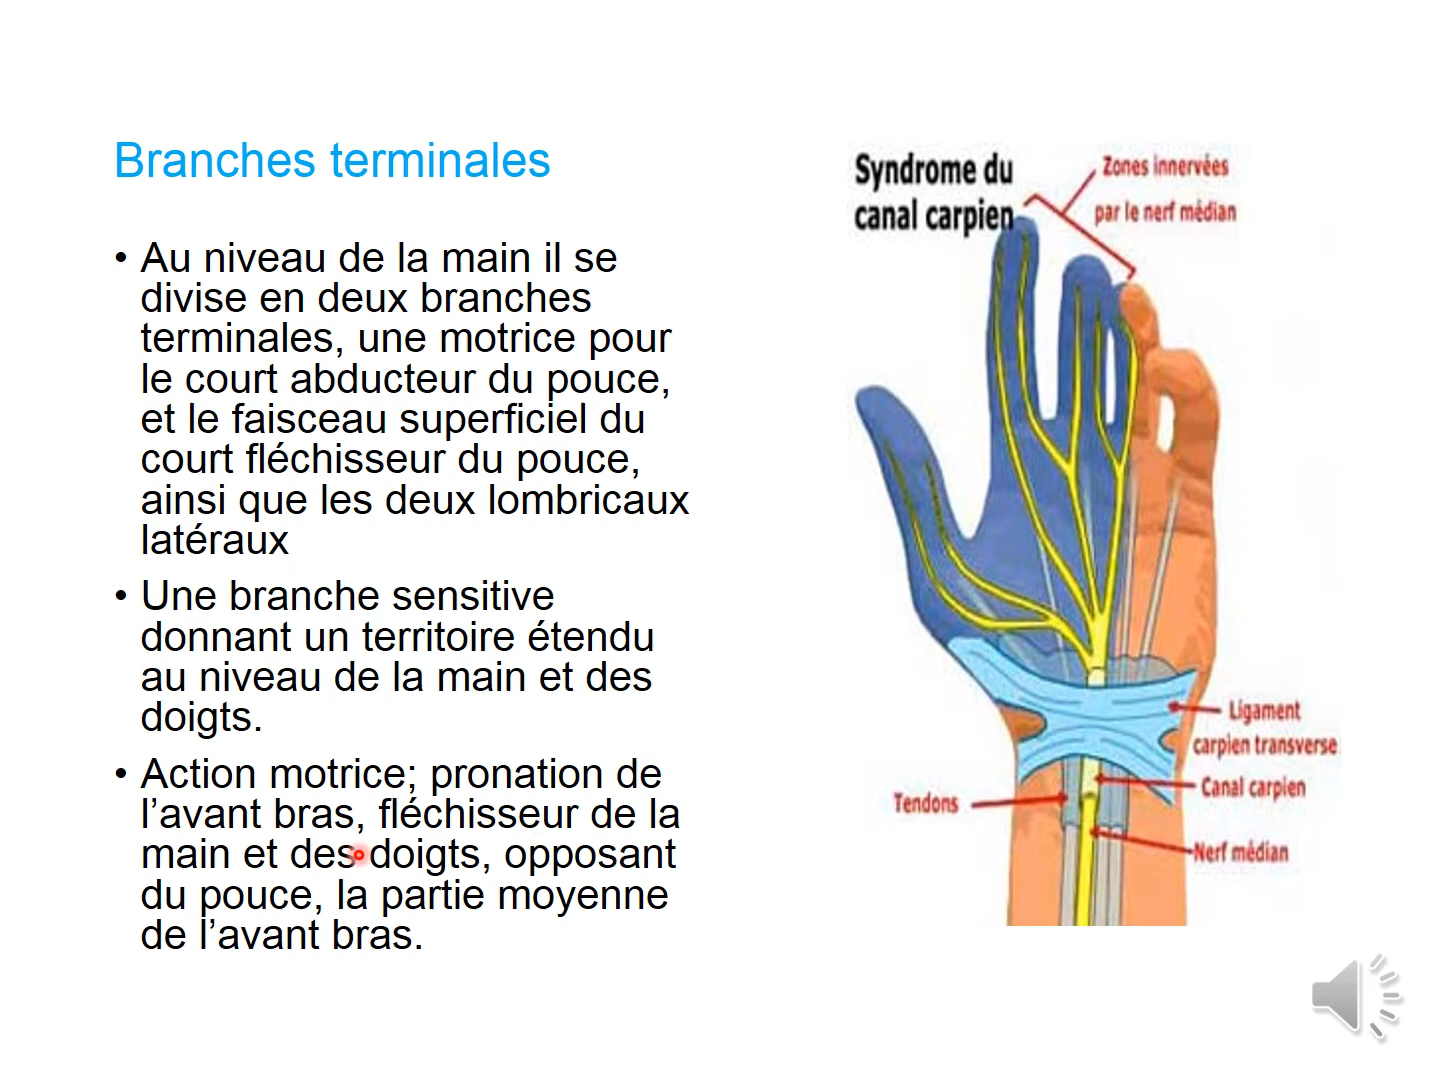 Branches terminales
• Au niveau de la main il se
divise en deux branches
terminales, une motrice pour
le court abducteur du pouce,
et le faisceau superficiel du
court fléchisseur du pouce,
ainsi que les deux lombricaux
latéraux
• Une branche sensitive
donnant un territoire étendu
au niveau de la main et des
doigts.
• Action motrice; pronation de
l’avant bras, fléchisseur de la
main et des doigts, opposant
du pouce, la partie moyenne
de l’avant bras.
Syndrome du
canal carpien
Zones innervées
par le nerf médian
Ligament
carpien transverse
Canal carpien
Tendons
Nerf médian